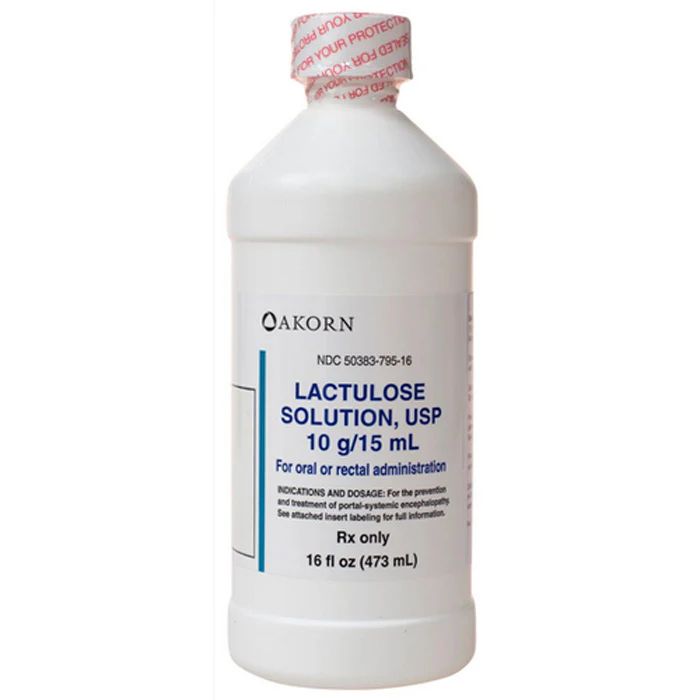 SEALED FOR YOUR PROTECTION
AKORN
NDC 50383-795-16
LACTULOSE
SOLUTION, USP
10 g/15 mL
For oral or rectal administration
INDICATIONS AND DOSAGE: For the prevention
and treatment of portal-systemic encephalopathy.
See attached insert labeling for full information.
Rx only
16 fl oz (473 mL)